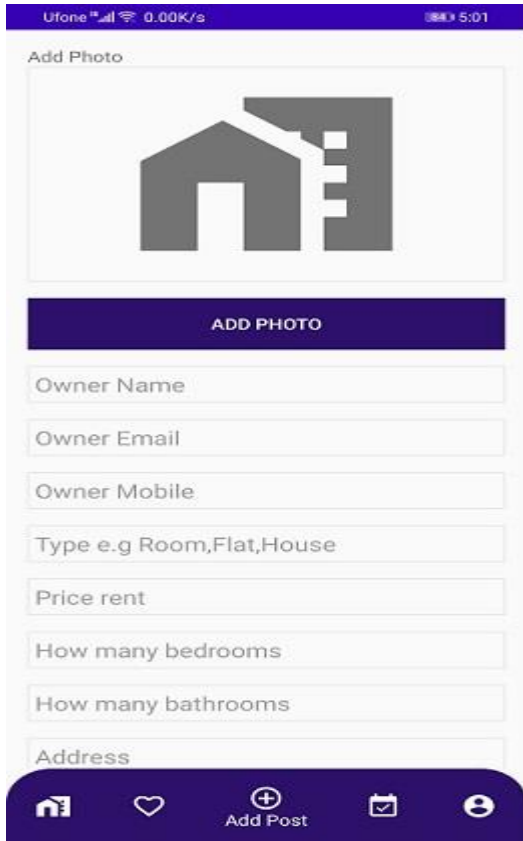 Ufone 0.00K/s 5:01
Add Photo
ADD PHOTO
Owner Name
Owner Email
Owner Mobile
Type e.g Room,Flat,House
Price rent
How many bedrooms
How many bathrooms
Address
Add Post